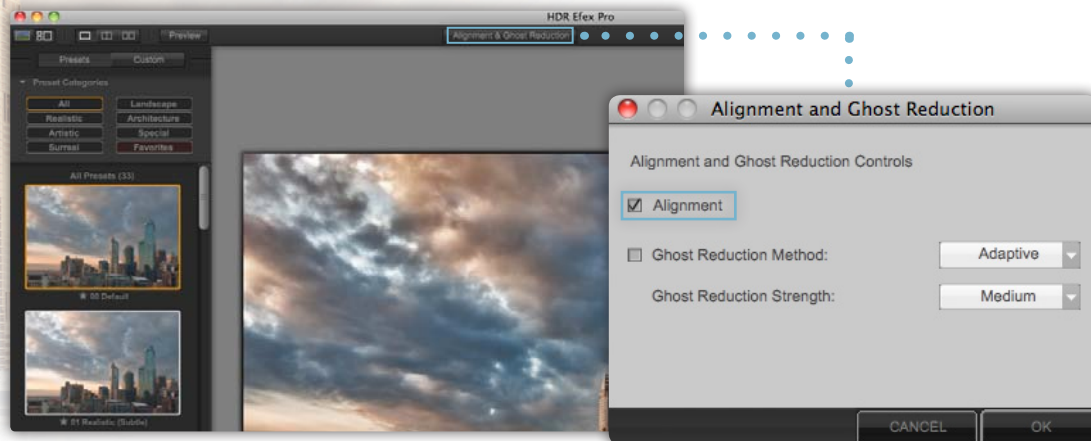 HDR Efex Pro
Preview
Alignment & Ghost Reduction
Presets Custom
Preset Categories
All Landscape
Realistic Architecture
Artistic Special
Surreal Favorites
All Presets (33)
00 Default
01 Realistic (Subtle)
Alignment and Ghost Reduction
Alignment and Ghost Reduction Controls
Alignment
Ghost Reduction Method: Adaptive
Ghost Reduction Strength: Medium
CANCEL OK